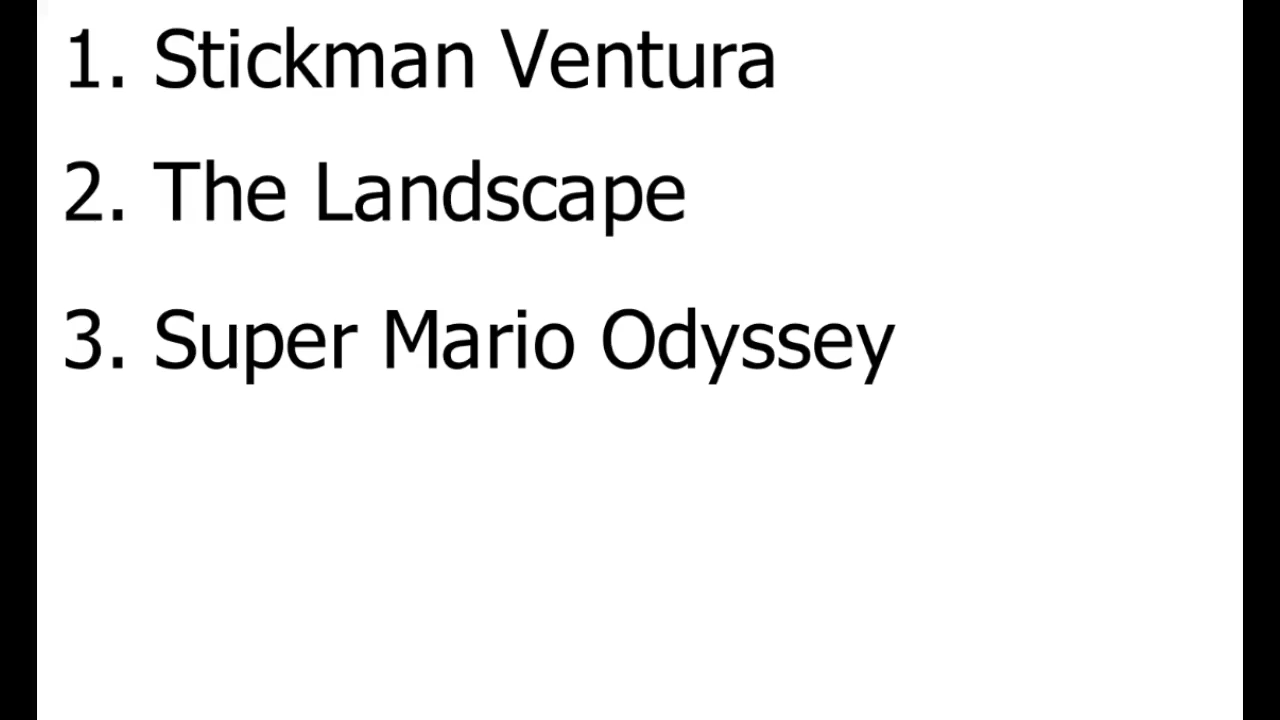 1. Stickman Ventura
2. The Landscape
3. Super Mario Odyssey